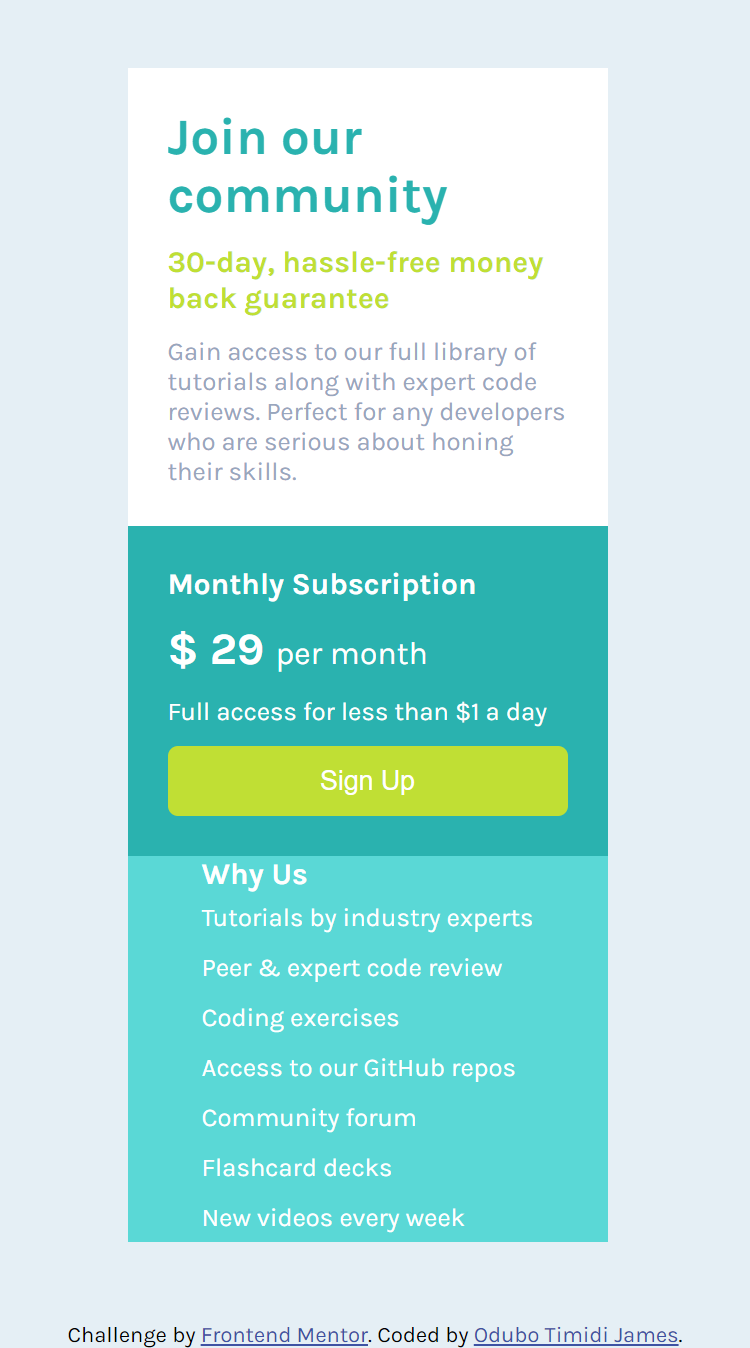 Join our
community
30-day, hassle-free money
back guarantee
Gain access to our full library of
tutorials along with expert code
reviews. Perfect for any developers
who are serious about honing
their skills.
Monthly Subscription
$ 29 per month
Full access for less than $1 a day
Sign Up
Why Us
Tutorials by industry experts
Peer & expert code review
Coding exercises
Access to our GitHub repos
Community forum
Flashcard decks
New videos every week
Challenge by Frontend Mentor. Coded by Odubo Timidi James.